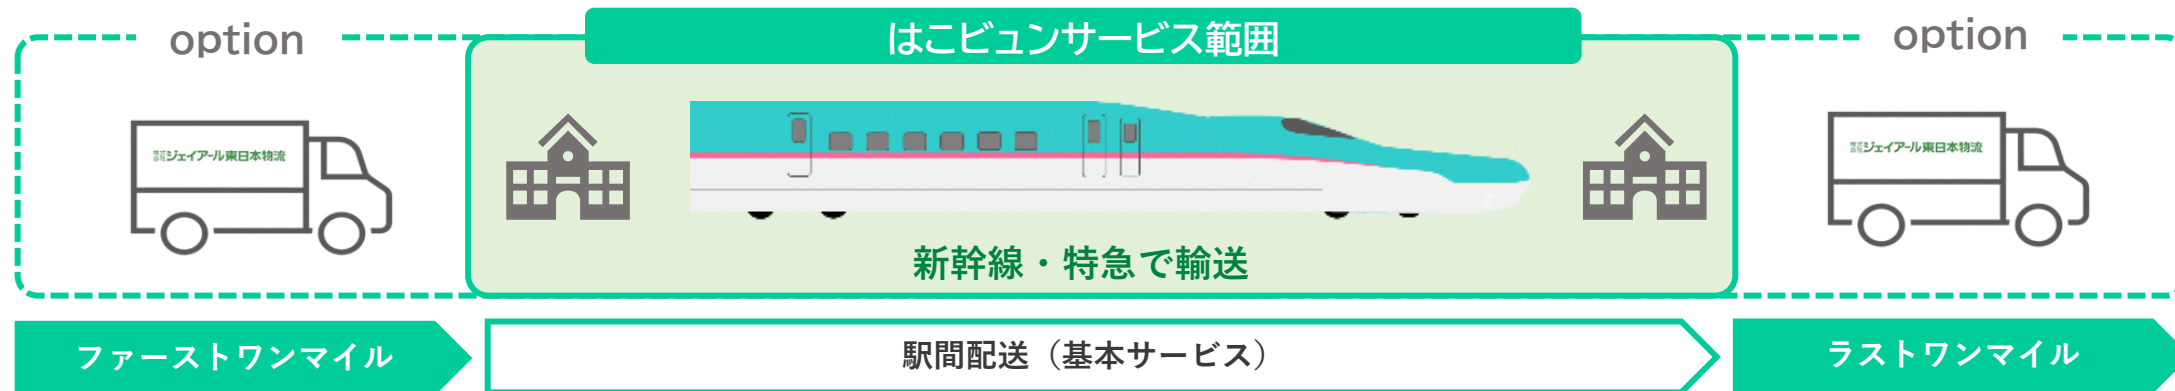 option
はこビュンサービス範囲
option
株式会社ジェイアール東日本物流
株式会社ジェイアール東日本物流
新幹線・特急で輸送
ファーストワンマイル
駅間配送（基本サービス）
ラストワンマイル